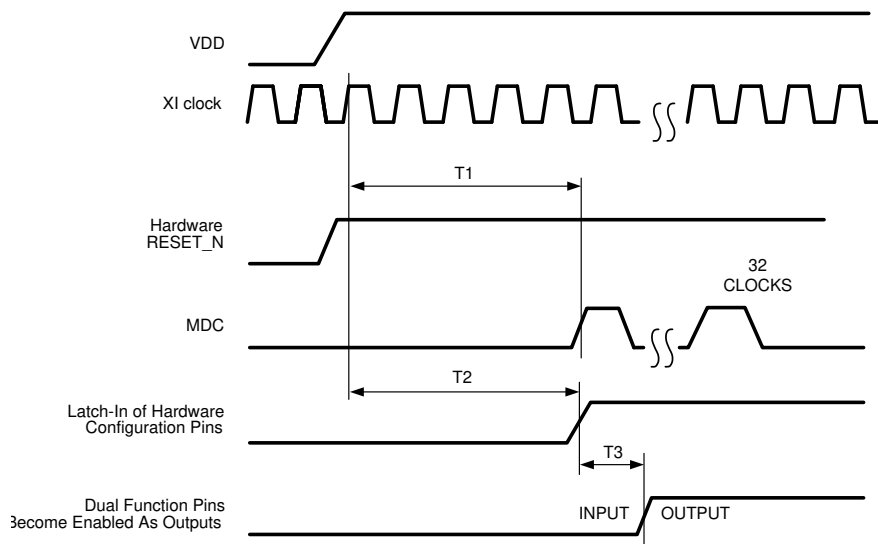 VDD
XI clock
T1
Hardware
RESET_N
32
CLOCKS
MDC
T2
Latch-In of Hardware
Configuration Pins
T3
Dual Function Pins
Become Enabled As Outputs
INPUT
OUTPUT